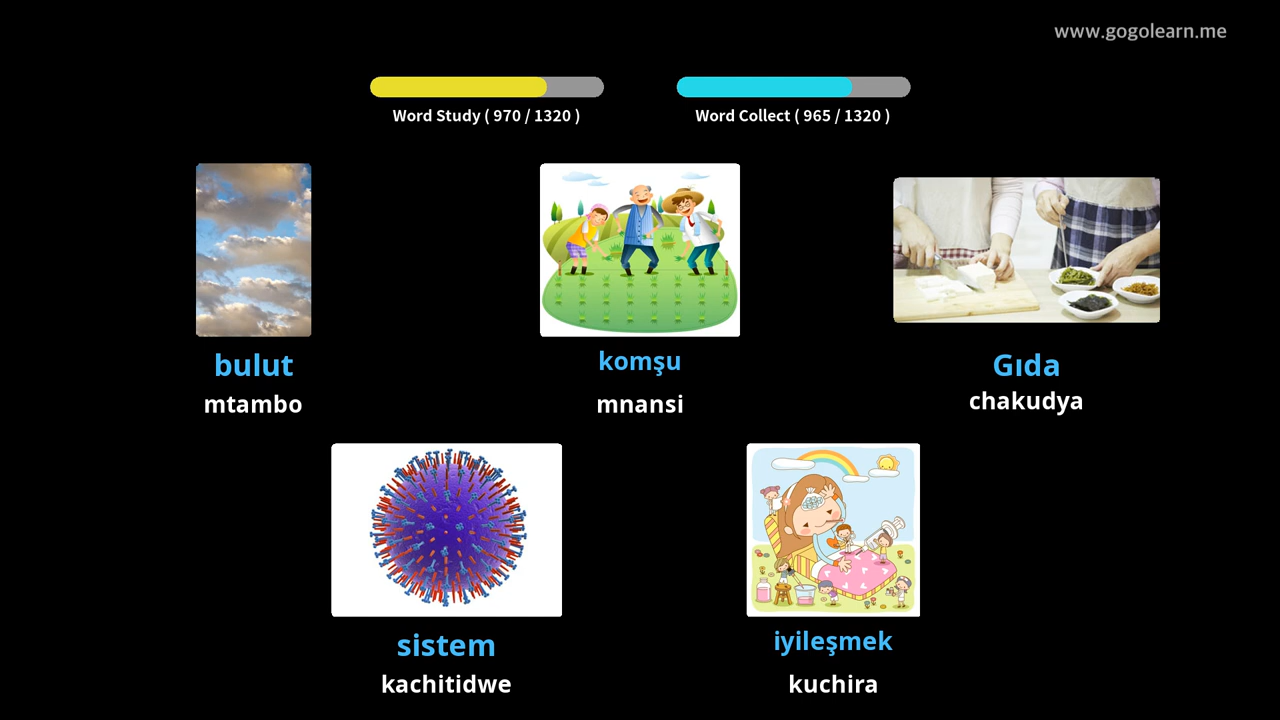 www.gogolearn.me
Word Study ( 970 / 1320 )
Word Collect ( 965 / 1320 )
bulut
mtambo
komşu
mnansi
Gıda
chakudya
sistem
kachitidwe
iyileşmek
kuchira